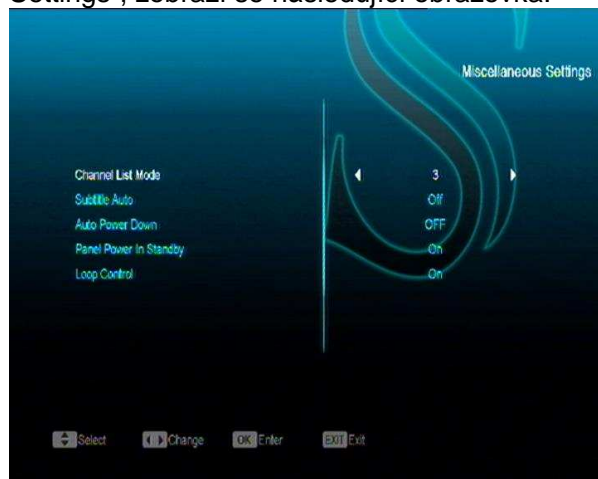 Settings", zobrazí se následující obrazovka:
Miscellaneous Settings
Channel List Mode 3
Subtitle Auto Off
Auto Power Down OFF
Panel Power In Standby On
Loop Control On
Select Change OK Enter EXIT Exit